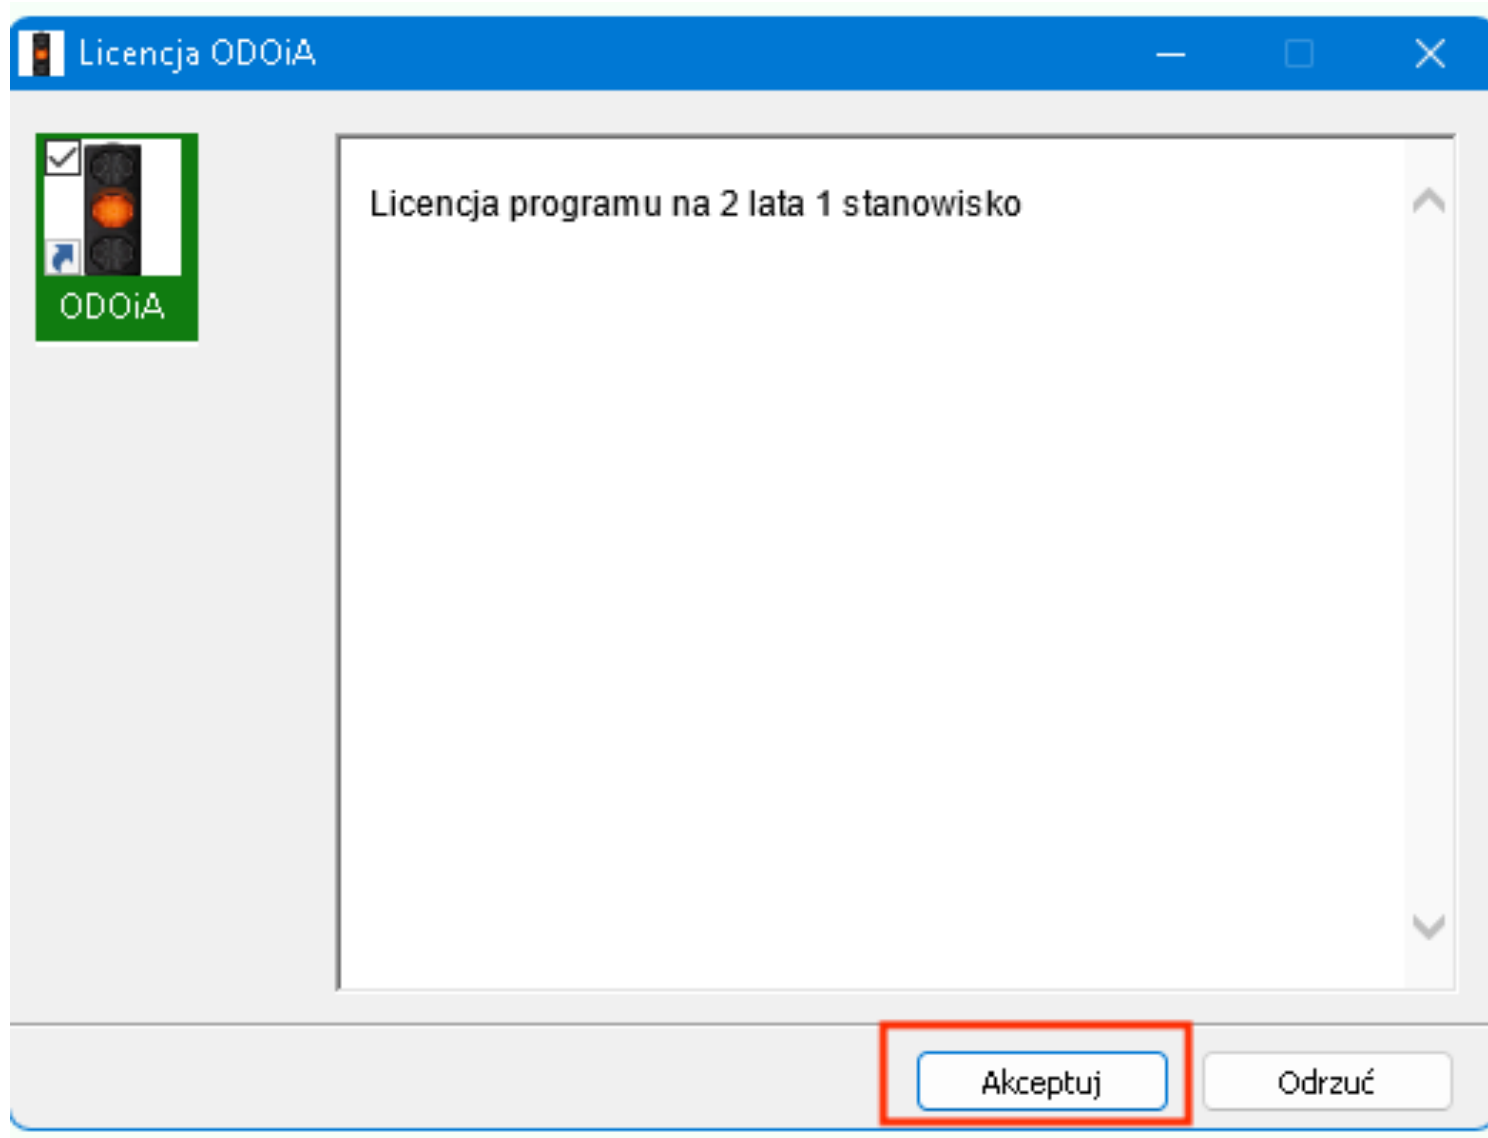 Licencja ODOiA
ODOiA
Licencja programu na 2 lata 1 stanowisko
Akceptuj
Odrzuć